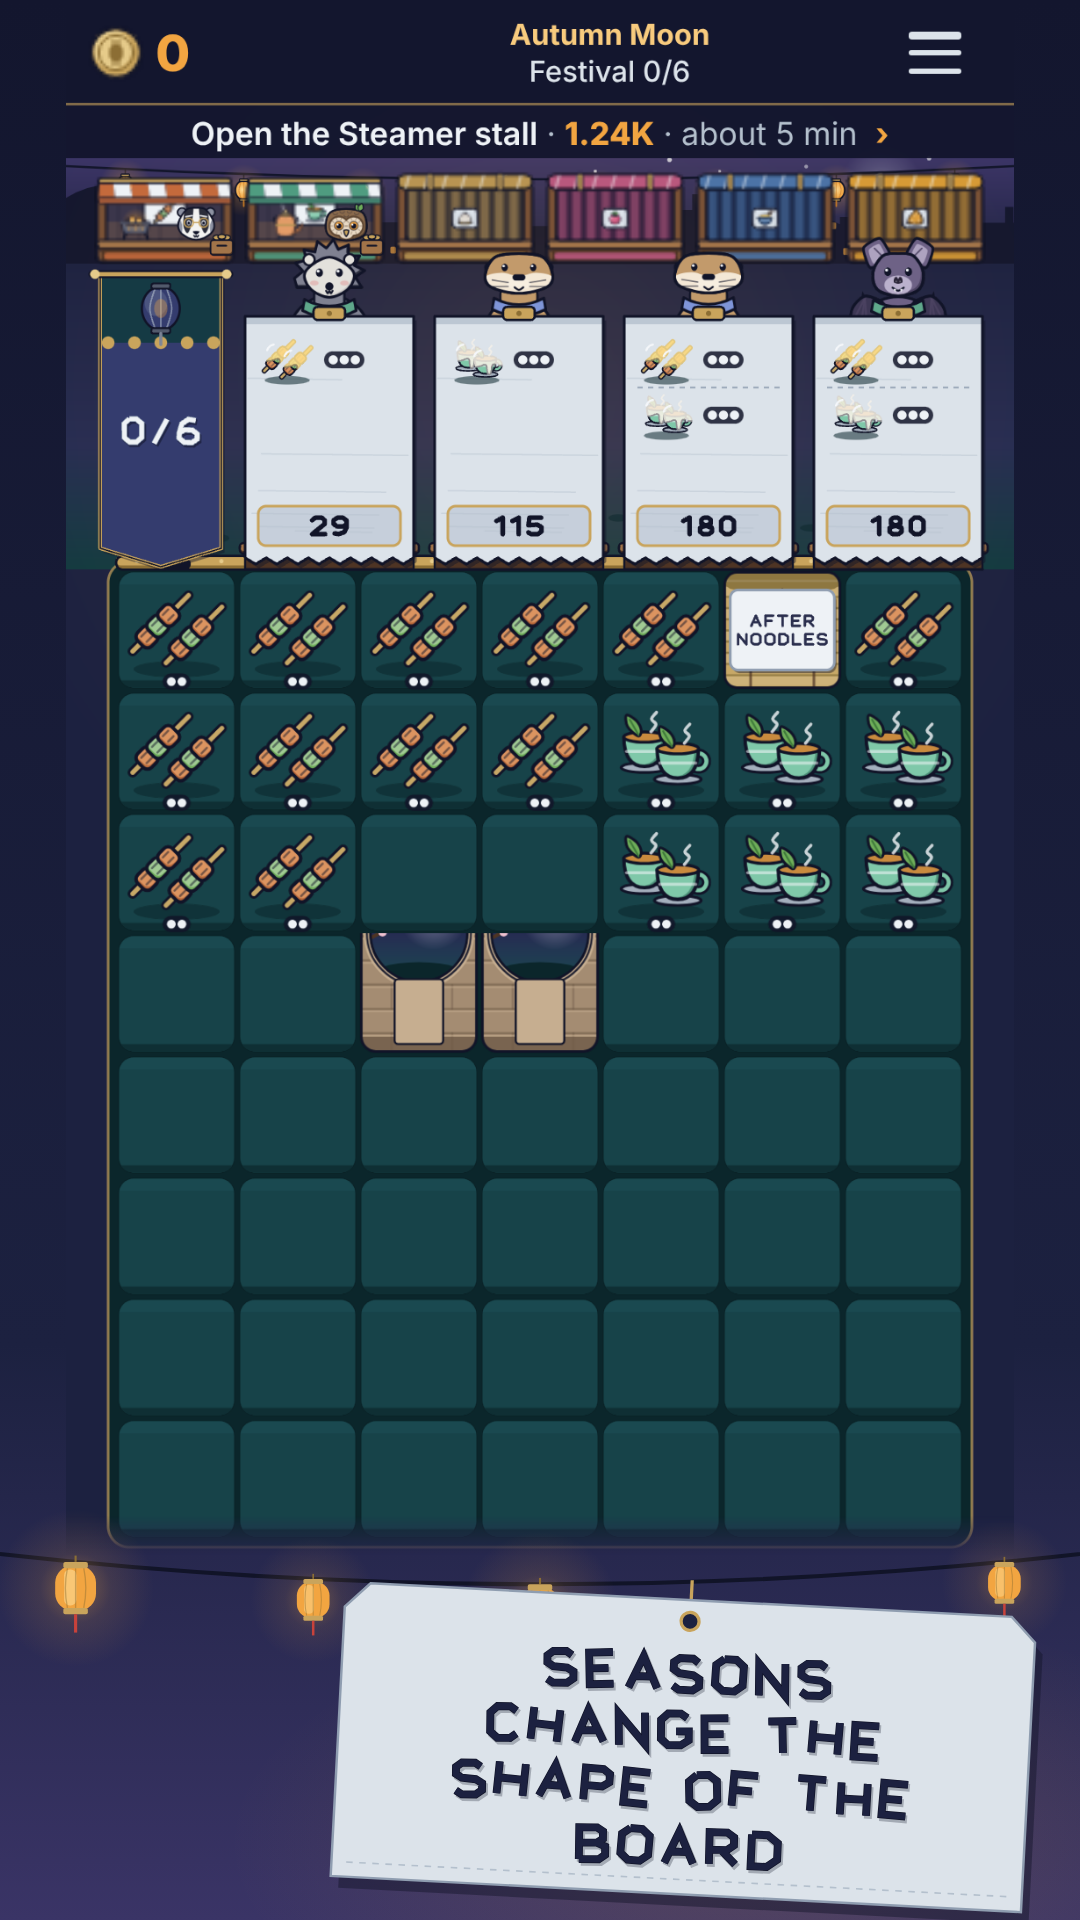 0
Autumn Moon
Festival 0/6
Open the Steamer stall · 1.24K · about 5 min ›
0/6
29
115
180
180
AFTER
NOODLES
SEASONS
CHANGE THE
SHAPE OF THE
BOARD